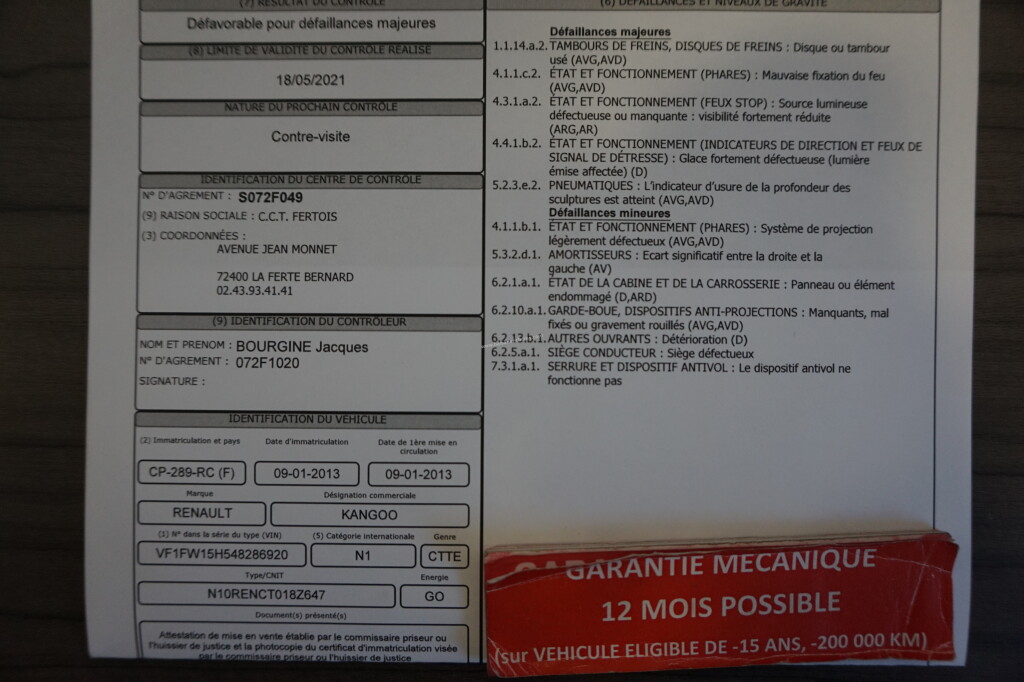 (7) RÉSULTAT DU CONTRÔLE
Défavorable pour défaillances majeures
(8) LIMITE DE VALIDITÉ DU CONTRÔLE RÉALISÉ
18/05/2021
NATURE DU PROCHAIN CONTRÔLE
Contre-visite
IDENTIFICATION DU CENTRE DE CONTRÔLE
N° D'AGREMENT : S072F049
(9) RAISON SOCIALE : C.C.T. FERTOIS
(3) COORDONNÉES :
AVENUE JEAN MONNET
72400 LA FERTE BERNARD
02.43.93.41.41
(9) IDENTIFICATION DU CONTRÔLEUR
NOM ET PRENOM : BOURGINE Jacques
N° D'AGREMENT : 072F1020
SIGNATURE :
IDENTIFICATION DU VÉHICULE
(2) Immatriculation et pays Date d'immatriculation Date de 1ère mise en
circulation
CP-289-RC (F) 09-01-2013 09-01-2013
Marque Désignation commerciale
RENAULT KANGOO
(1) N° dans la série du type (VIN) (5) Catégorie internationale Genre
VF1FW15H548286920 N1 CTTE
Type/CNIT Energie
N10RENCT018Z647 GO
Document(s) présenté(s)
Attestation de mise en vente établie par le commissaire priseur ou
l'huissier de justice et la photocopie du certificat d'immatriculation visée
par le commissaire priseur ou l'huissier de justice
(6) DÉFAILLANCES ET NIVEAUX DE GRAVITÉ
Défaillances majeures
1.1.14.a.2. TAMBOURS DE FREINS, DISQUES DE FREINS : Disque ou tambour
usé (AVG,AVD)
4.1.1.c.2. ÉTAT ET FONCTIONNEMENT (PHARES) : Mauvaise fixation du feu
(AVG,AVD)
4.3.1.a.2. ÉTAT ET FONCTIONNEMENT (FEUX STOP) : Source lumineuse
défectueuse ou manquante : visibilité fortement réduite
(ARG,AR)
4.4.1.b.2. ÉTAT ET FONCTIONNEMENT (INDICATEURS DE DIRECTION ET FEUX DE
SIGNAL DE DÉTRESSE) : Glace fortement défectueuse (lumière
émise affectée) (D)
5.2.3.e.2. PNEUMATIQUES : L'indicateur d'usure de la profondeur des
sculptures est atteint (AVG,AVD)
Défaillances mineures
4.1.1.b.1. ÉTAT ET FONCTIONNEMENT (PHARES) : Système de projection
légèrement défectueux (AVG,AVD)
5.3.2.d.1. AMORTISSEURS : Ecart significatif entre la droite et la
gauche (AV)
6.2.1.a.1. ÉTAT DE LA CABINE ET DE LA CARROSSERIE : Panneau ou élément
endommagé (D,ARD)
6.2.10.a.1. GARDE-BOUE, DISPOSITIFS ANTI-PROJECTIONS : Manquants, mal
fixés ou gravement rouillés (AVG,AVD)
6.2.13.b.1. AUTRES OUVRANTS : Détérioration (D)
6.2.5.a.1. SIÈGE CONDUCTEUR : Siège défectueux
7.3.1.a.1. SERRURE ET DISPOSITIF ANTIVOL : Le dispositif antivol ne
fonctionne pas
GARANTIE MECANIQUE
12 MOIS POSSIBLE
(sur VEHICULE ELIGIBLE DE -15 ANS, -200 000 KM)